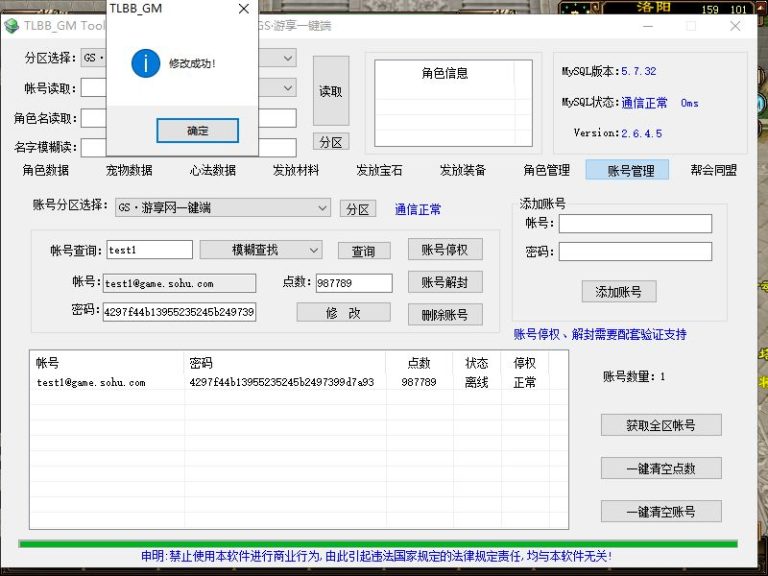 TLBB_GM
洛阳
159 101
TLBB_GM Tool
GS·游享一键端
修改成功!
确定
分区选择:
GS·
帐号读取:
角色名读取:
名字模糊读:
读取
分区
角色信息
MySQL版本:5.7.32
MySQL状态:通信正常 0ms
Version:2.6.4.5
角色数据 宠物数据 心法数据 发放材料 发放宝石 发放装备 角色管理 账号管理 帮会同盟
账号分区选择: GS·游享网一键端 分区 通信正常
添加账号
帐号:
密码:
添加账号
帐号查询: test1 模糊查找 查询 账号停权
帐号: test1@game.sohu.com 点数: 987789 账号解封
密码: 4297f44b13955235245b249739 修 改 删除账号
账号停权、解封需要配套验证支持
帐号 密码 点数 状态 停权
test1@game.sohu.com 4297f44b13955235245b2497399d7a93 987789 离线 正常
账号数量: 1
获取全区帐号
一键清空点数
一键清空账号
申明:禁止使用本软件进行商业行为,由此引起违法国家规定的法律规定责任,均与本软件无关!